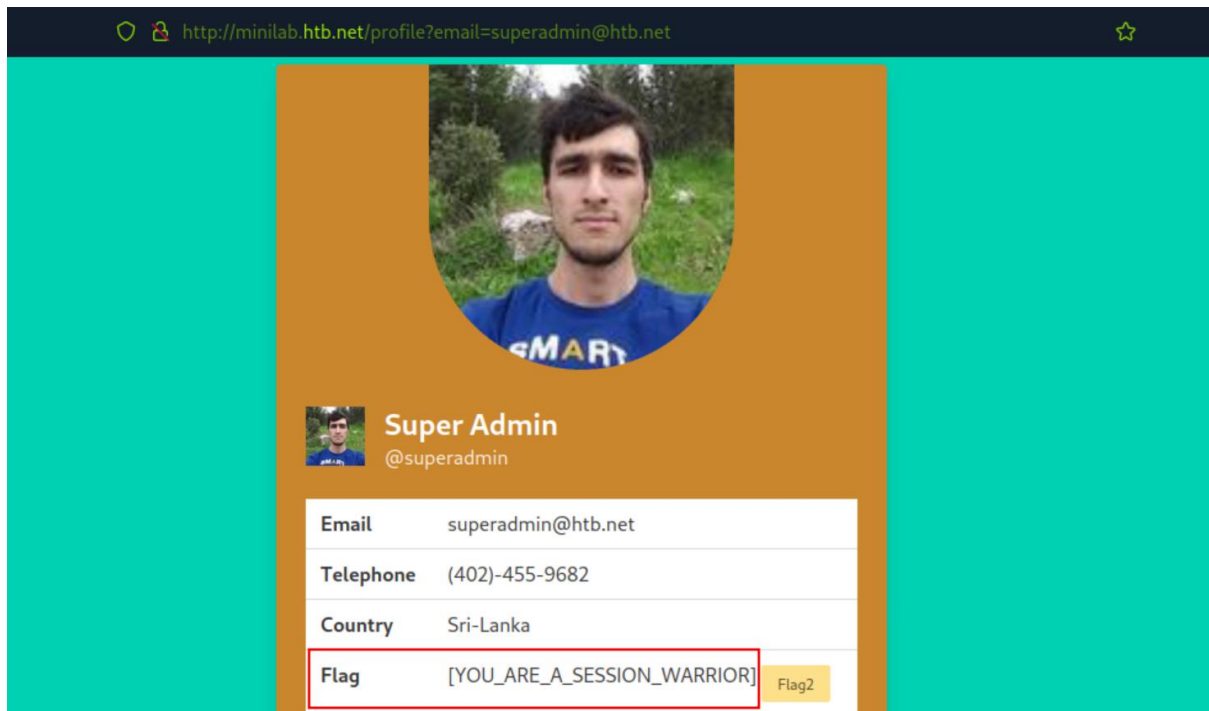 http://minilab.htb.net/profile?email=superadmin@htb.net
SMART
Super Admin
@superadmin
Email superadmin@htb.net
Telephone (402)-455-9682
Country Sri-Lanka
Flag [YOU_ARE_A_SESSION_WARRIOR] Flag2